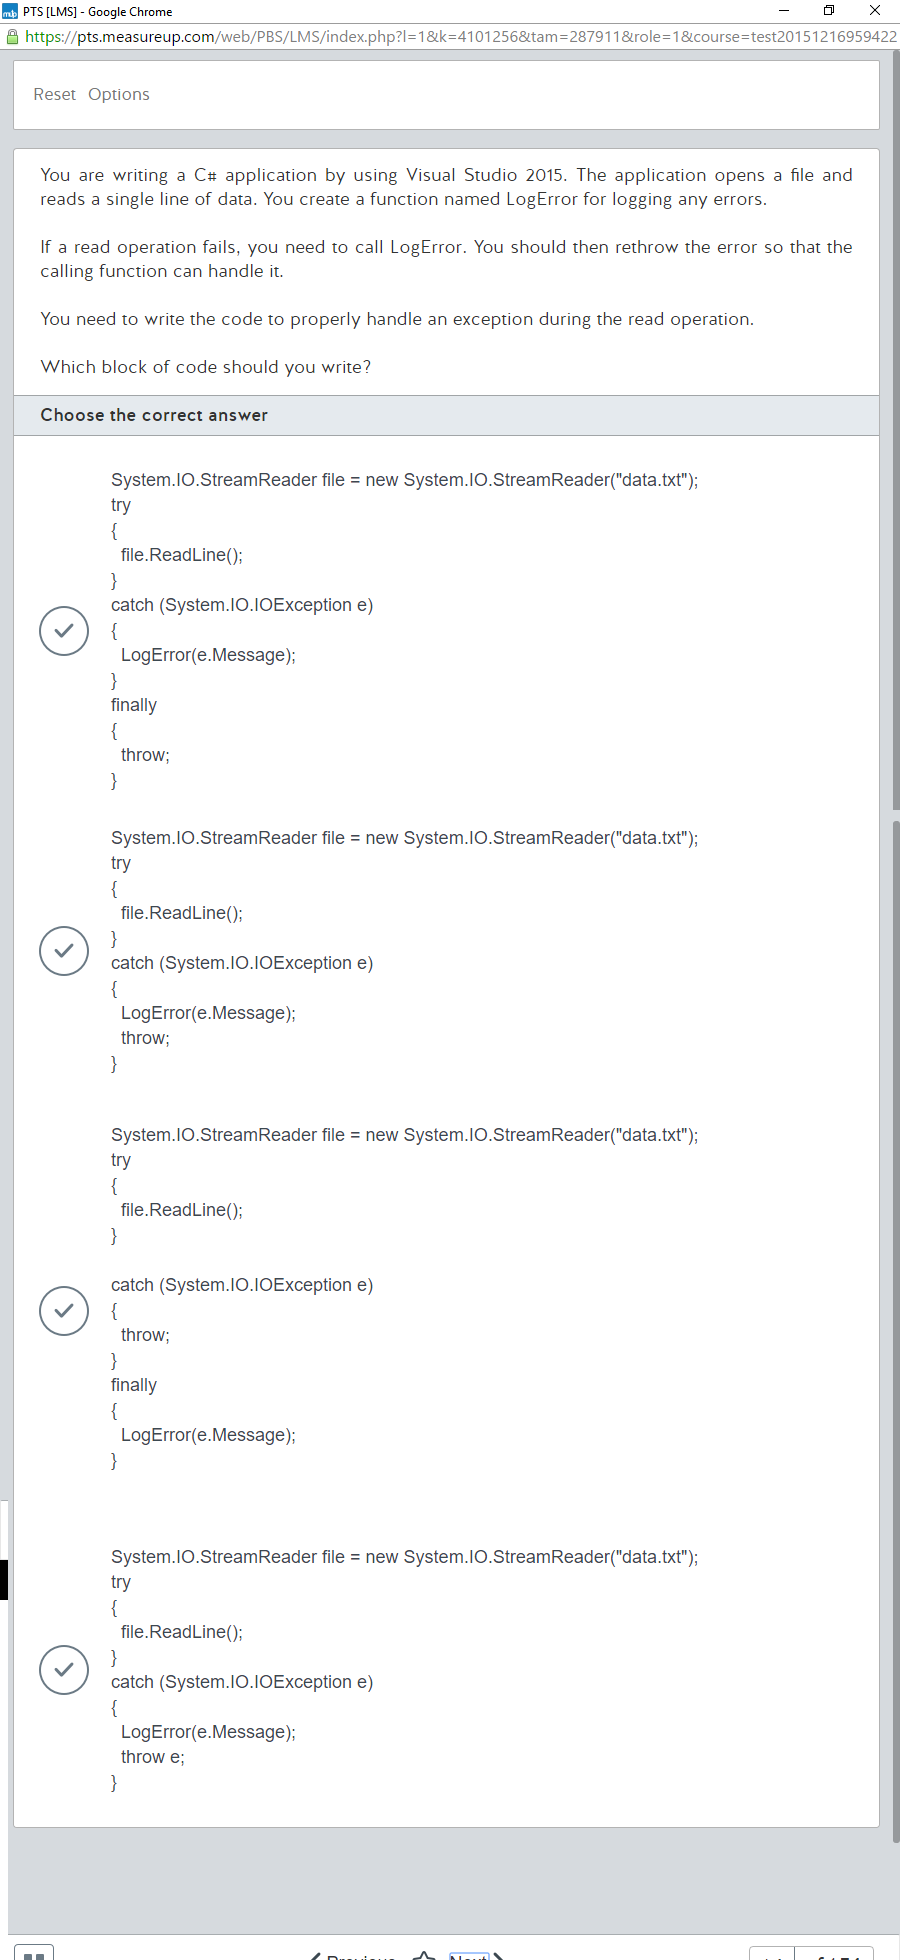 PTS [LMS] - Google Chrome
https://pts.measureup.com/web/PBS/LMS/index.php?l=1&k=4101256&tam=287911&role=1&course=test20151216959422
Reset Options
You are writing a C# application by using Visual Studio 2015. The application opens a file and
reads a single line of data. You create a function named LogError for logging any errors.
If a read operation fails, you need to call LogError. You should then rethrow the error so that the
calling function can handle it.
You need to write the code to properly handle an exception during the read operation.
Which block of code should you write?
Choose the correct answer
System.IO.StreamReader file = new System.IO.StreamReader("data.txt");
try
{
file.ReadLine();
}
catch (System.IO.IOException e)
{
LogError(e.Message);
}
finally
{
throw;
}
System.IO.StreamReader file = new System.IO.StreamReader("data.txt");
try
{
file.ReadLine();
}
catch (System.IO.IOException e)
{
LogError(e.Message);
throw;
}
System.IO.StreamReader file = new System.IO.StreamReader("data.txt");
try
{
file.ReadLine();
}
catch (System.IO.IOException e)
{
throw;
}
finally
{
LogError(e.Message);
}
System.IO.StreamReader file = new System.IO.StreamReader("data.txt");
try
{
file.ReadLine();
}
catch (System.IO.IOException e)
{
LogError(e.Message);
throw e;
}
Previous Next